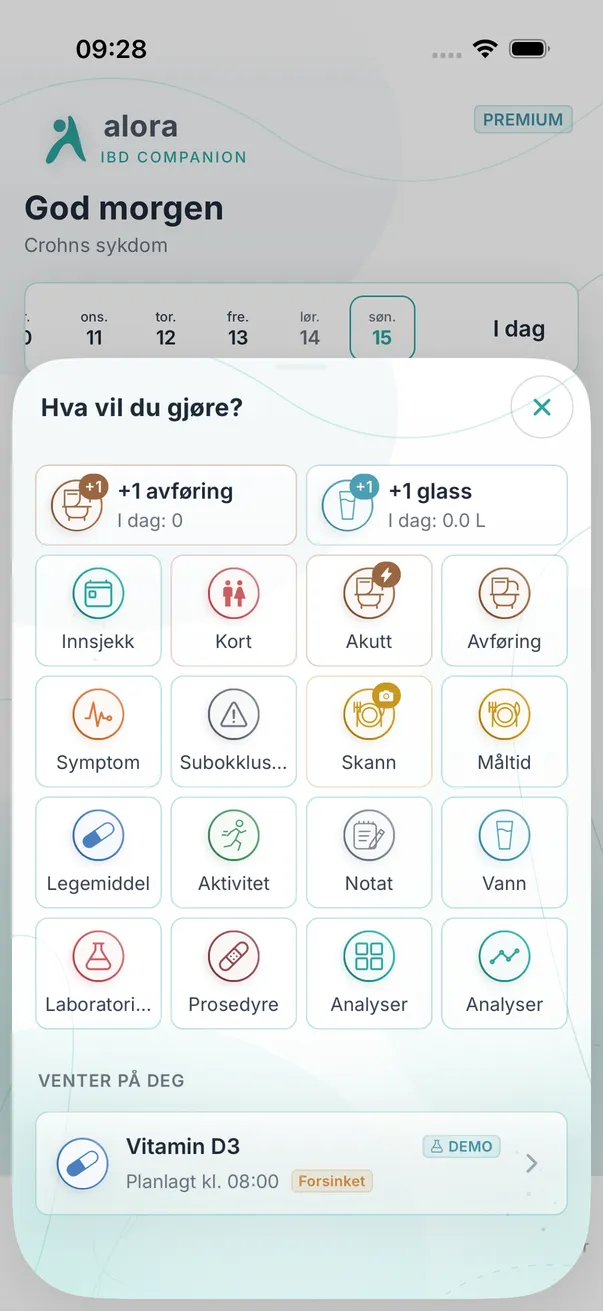 09:28
alora
IBD COMPANION
PREMIUM
God morgen
Crohns sykdom
ons. tor. fre. lør. søn.
11 12 13 14 15
I dag
Hva vil du gjøre?
+1 +1 avføring
I dag: 0
+1 +1 glass
I dag: 0.0 L
Innsjekk Kort Akutt Avføring
Symptom Subokklus... Skann Måltid
Legemiddel Aktivitet Notat Vann
Laboratori... Prosedyre Analyser Analyser
VENTER PÅ DEG
Vitamin D3 DEMO
Planlagt kl. 08:00 Forsinket